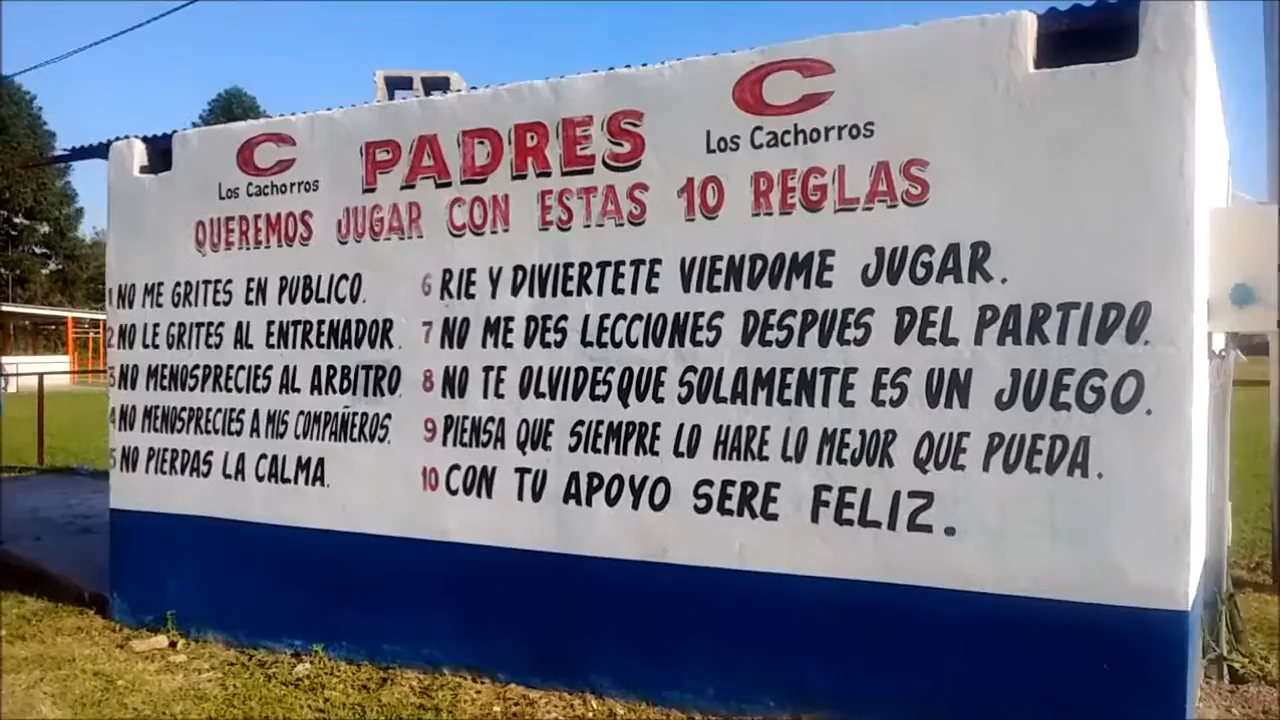 C
Los Cachorros
C
Los Cachorros
PADRES
QUEREMOS JUGAR CON ESTAS 10 REGLAS
1 NO ME GRITES EN PUBLICO.
2 NO LE GRITES AL ENTRENADOR.
3 NO MENOSPRECIES AL ARBITRO.
4 NO MENOSPRECIES A MIS COMPAÑEROS.
5 NO PIERDAS LA CALMA.
6 RIE Y DIVIERTETE VIENDOME JUGAR.
7 NO ME DES LECCIONES DESPUES DEL PARTIDO.
8 NO TE OLVIDES QUE SOLAMENTE ES UN JUEGO.
9 PIENSA QUE SIEMPRE LO HARE LO MEJOR QUE PUEDA.
10 CON TU APOYO SERE FELIZ.